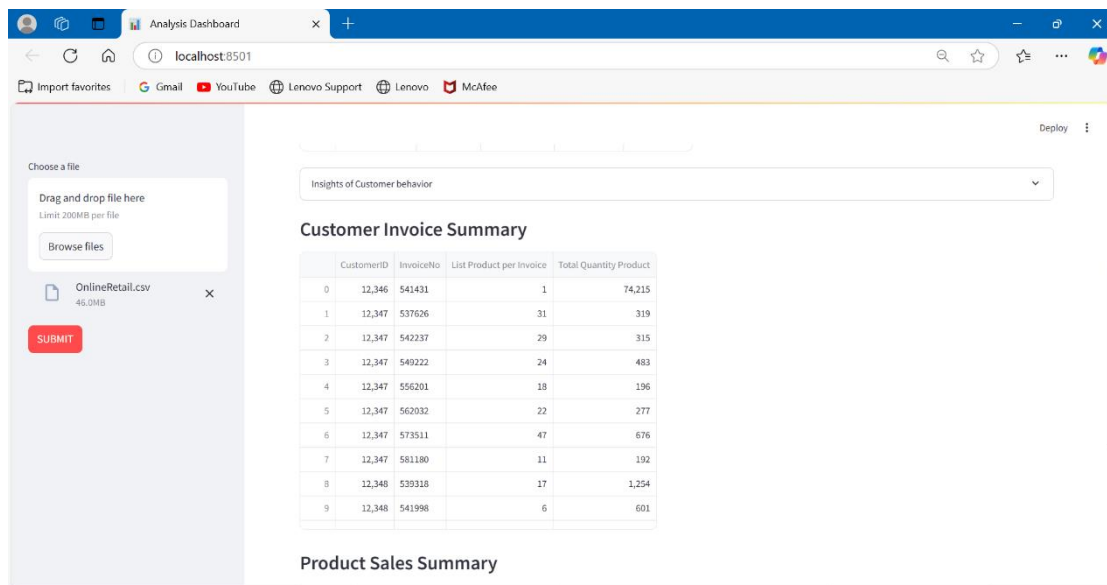 Analysis Dashboard
localhost:8501
Import favorites Gmail YouTube Lenovo Support Lenovo McAfee
Deploy
Choose a file
Drag and drop file here
Limit 200MB per file
Browse files
OnlineRetail.csv
46.0MB
SUBMIT
Insights of Customer behavior
Customer Invoice Summary
CustomerID InvoiceNo List Product per Invoice Total Quantity Product
0 12,346 541431 1 74,215
1 12,347 537626 31 319
2 12,347 542237 29 315
3 12,347 549222 24 483
4 12,347 556201 18 196
5 12,347 562032 22 277
6 12,347 573511 47 676
7 12,347 581180 11 192
8 12,348 539318 17 1,254
9 12,348 541998 6 601
Product Sales Summary